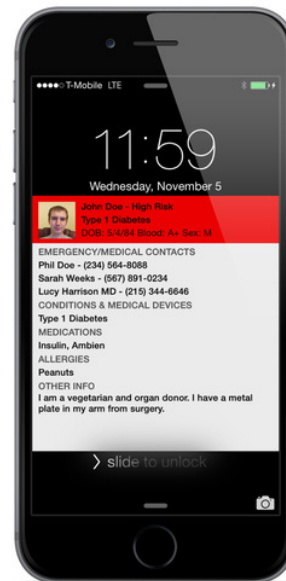 T-Mobile LTE
11:59
Wednesday, November 5
John Doe - High Risk
Type 1 Diabetes
DOB: 5/4/84 Blood: A+ Sex: M
EMERGENCY/MEDICAL CONTACTS
Phil Doe - (234) 564-8088
Sarah Weeks - (567) 891-0234
Lucy Harrison MD - (215) 344-6646
CONDITIONS & MEDICAL DEVICES
Type 1 Diabetes
MEDICATIONS
Insulin, Ambien
ALLERGIES
Peanuts
OTHER INFO
I am a vegetarian and organ donor. I have a metal
plate in my arm from surgery.
slide to unlock